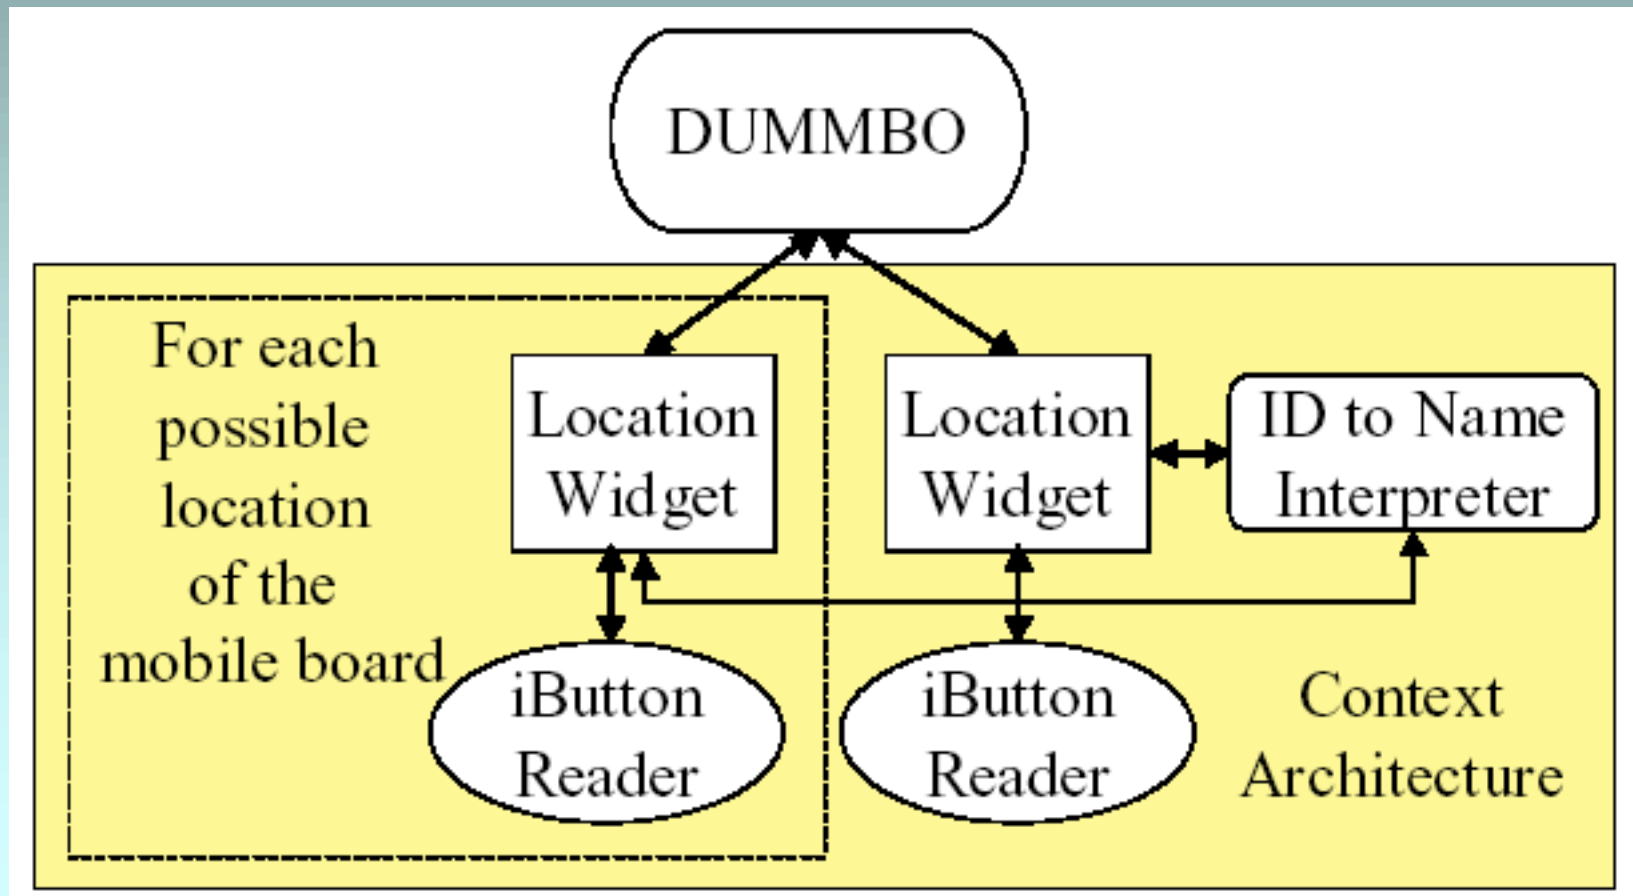 DUMMBO
For each
possible
location
of the
mobile board
Location
Widget
iButton
Reader
Location
Widget
iButton
Reader
ID to Name
Interpreter
Context
Architecture